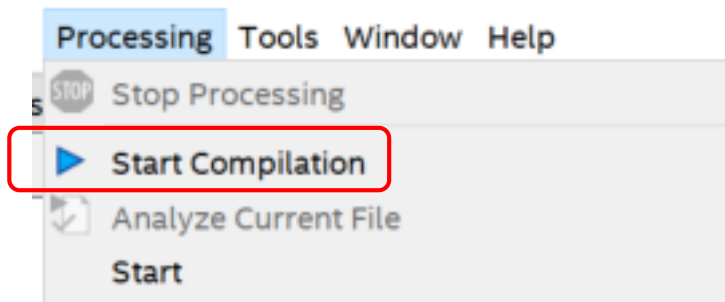 Processing Tools Window Help
s
STOP Stop Processing
Start Compilation
Analyze Current File
Start